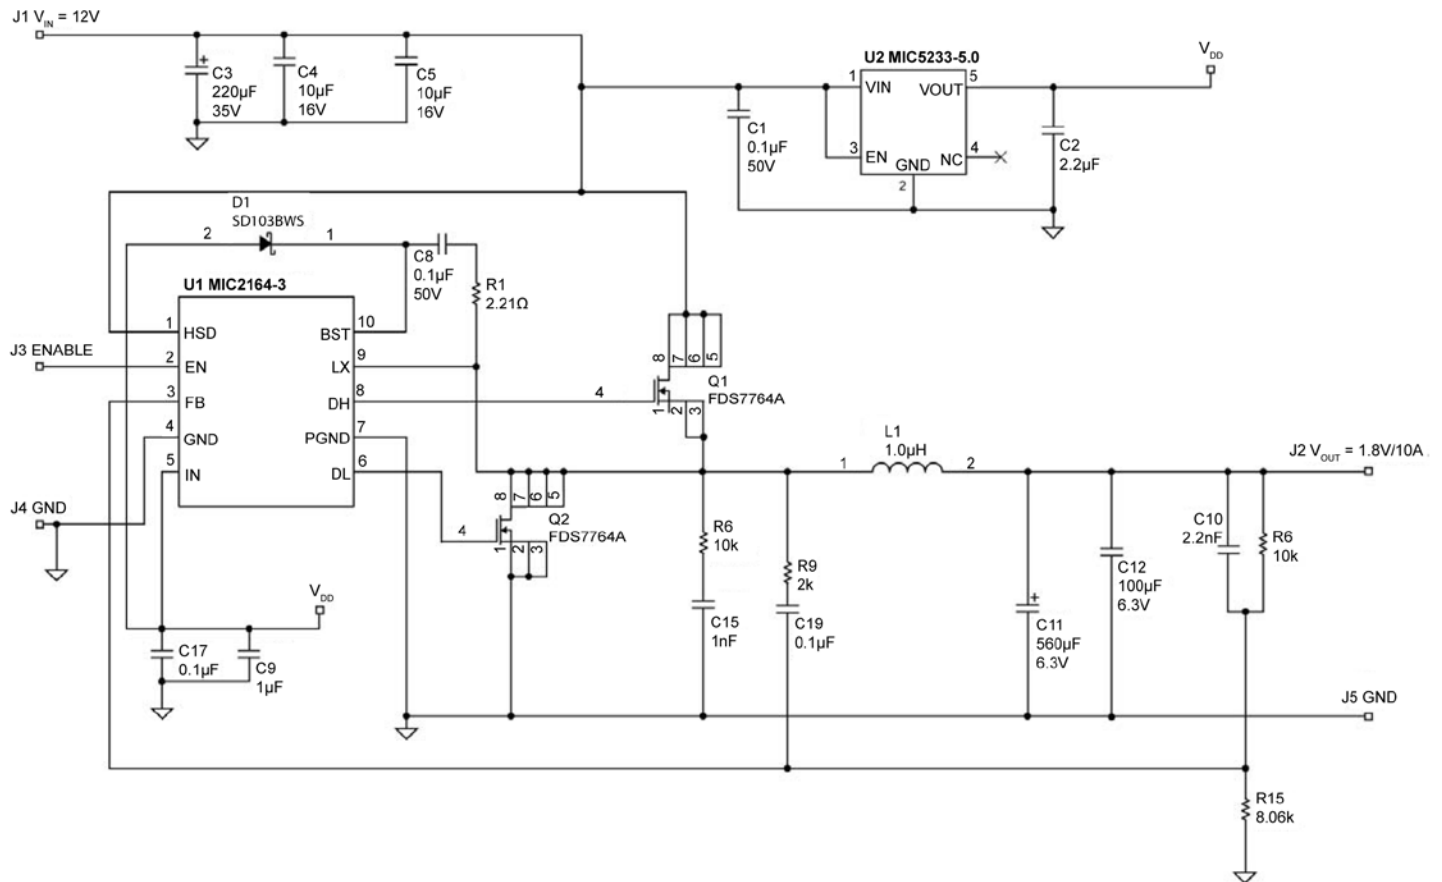 J1 VIN = 12V
C3
220µF
35V
C4
10µF
16V
C5
10µF
16V
U2 MIC5233-5.0
VDD
1
VIN
VOUT
5
3
EN
GND
2
NC
4
C1
0.1µF
50V
C2
2.2µF
D1
SD103BWS
2
1
C8
0.1µF
50V
R1
2.21Ω
U1 MIC2164-3
1
HSD
BST
10
J3 ENABLE
2
EN
LX
9
3
FB
DH
8
4
GND
PGND
7
5
IN
DL
6
J4 GND
8
7
6
5
4
1
2
3
Q1
FDS7764A
8
7
6
5
4
1
2
3
Q2
FDS7764A
L1
1.0µH
1
2
J2 VOUT = 1.8V/10A
R6
10k
C15
1nF
R9
2k
C19
0.1µF
C11
560µF
6.3V
C12
100µF
6.3V
C10
2.2nF
R6
10k
VDD
C17
0.1µF
C9
1µF
J5 GND
R15
8.06k